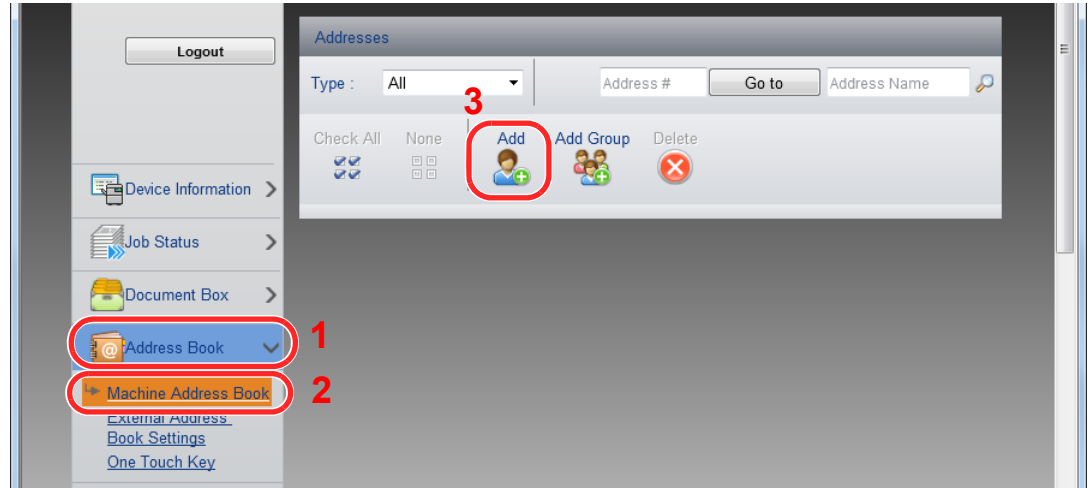 Logout
Addresses
Type :
All
Address #
Go to
Address Name
3
Check All
None
Add
Add Group
Delete
Device Information
Job Status
Document Box
Address Book
1
Machine Address Book
2
External Address
Book Settings
One Touch Key